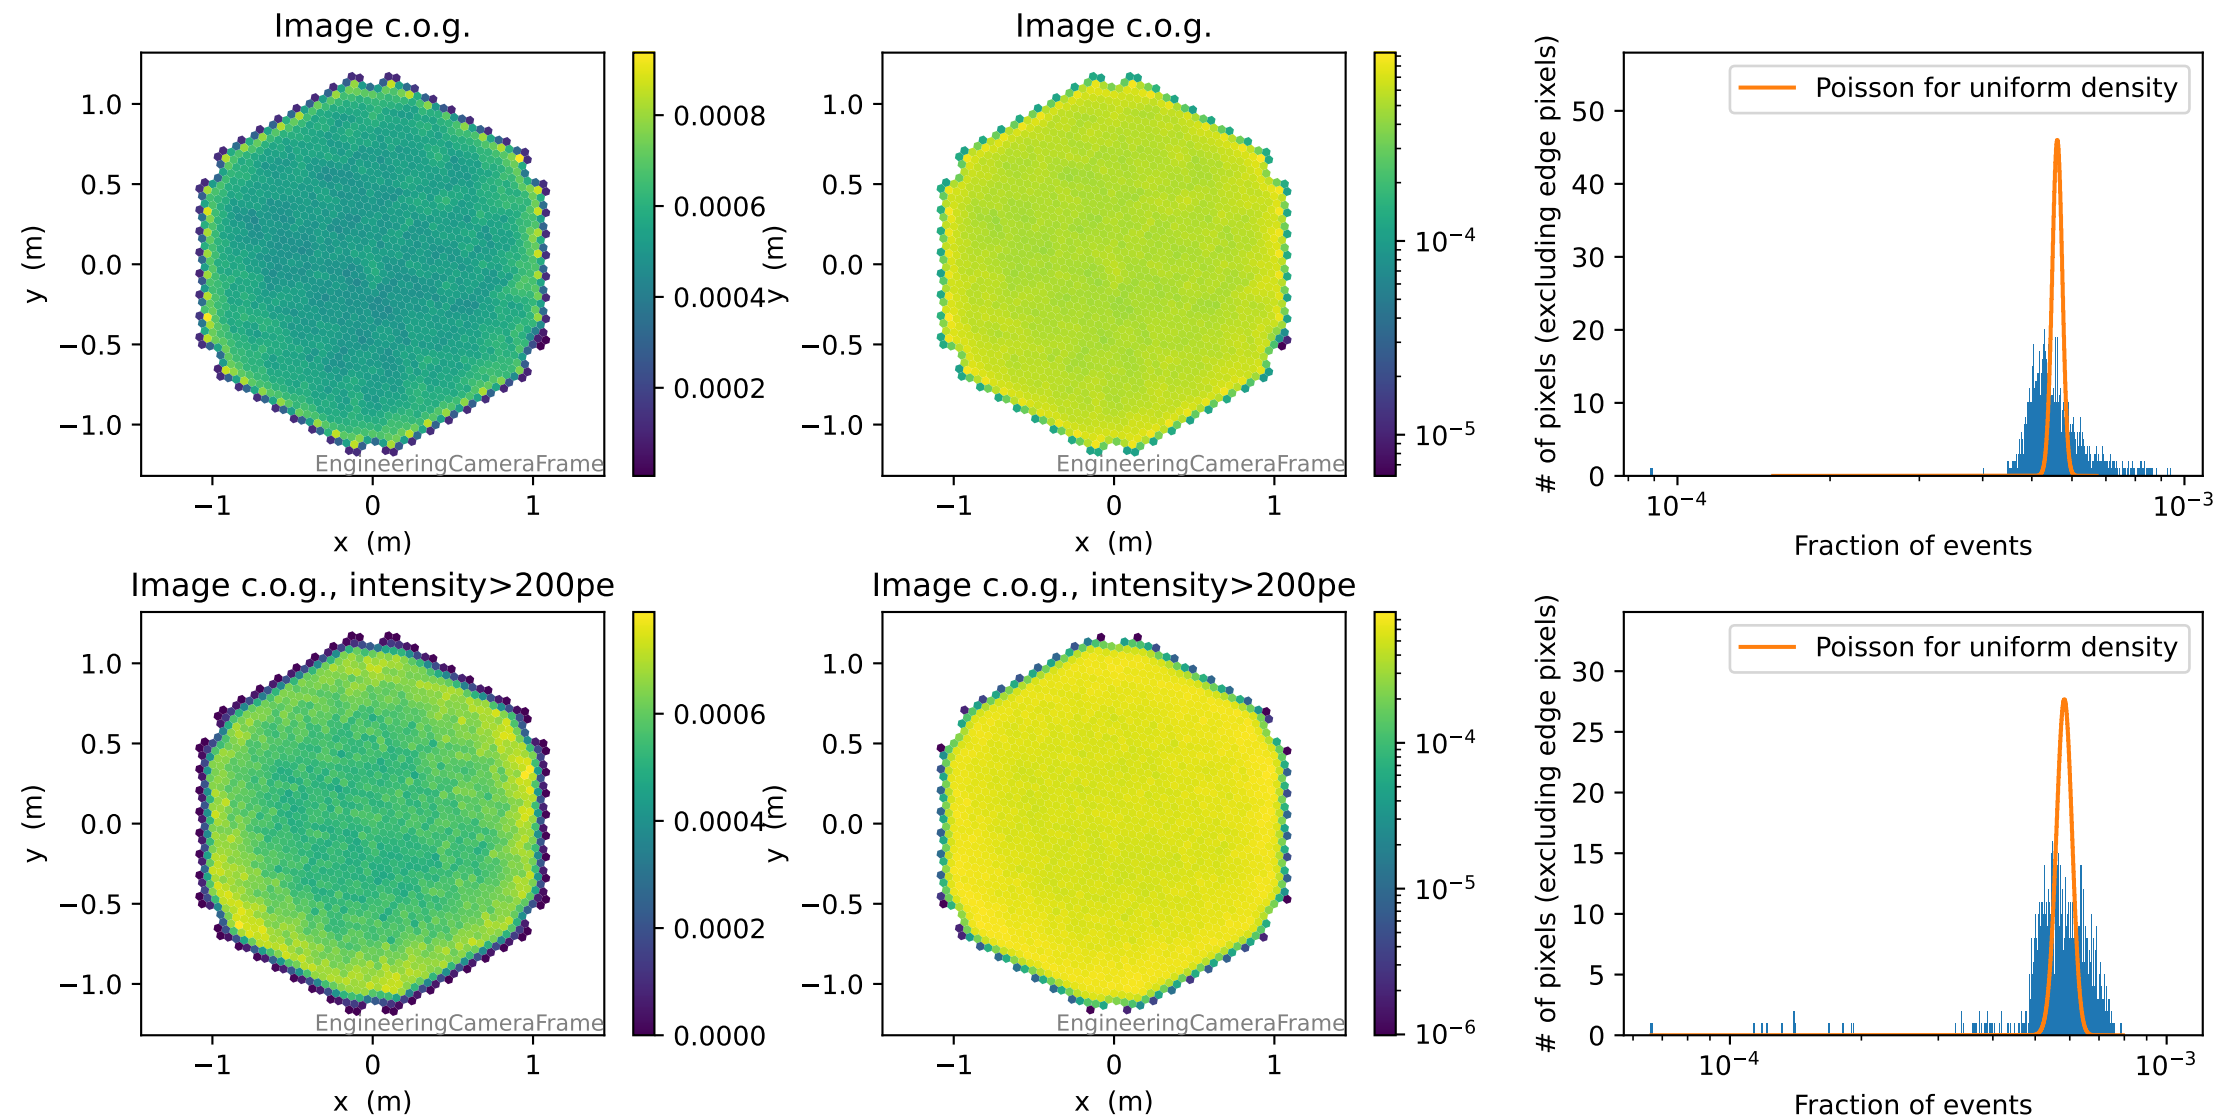 Image c.o.g.
1.0
0.5
0.0
−0.5
−1.0
y (m)
−1
0
1
x (m)
EngineeringCameraFrame
0.0008
0.0006
0.0004
0.0002
Image c.o.g.
1.0
0.5
0.0
−0.5
−1.0
y (m)
−1
0
1
x (m)
EngineeringCameraFrame
10⁻⁴
10⁻⁵
# of pixels (excluding edge pixels)
50
40
30
20
10
0
Poisson for uniform density
10⁻⁴
10⁻³
Fraction of events
Image c.o.g., intensity>200pe
1.0
0.5
0.0
−0.5
−1.0
y (m)
−1
0
1
x (m)
EngineeringCameraFrame
0.0006
0.0004
0.0002
0.0000
Image c.o.g., intensity>200pe
1.0
0.5
0.0
−0.5
−1.0
y (m)
−1
0
1
x (m)
EngineeringCameraFrame
10⁻⁴
10⁻⁵
10⁻⁶
# of pixels (excluding edge pixels)
30
25
20
15
10
5
0
Poisson for uniform density
10⁻⁴
10⁻³
Fraction of events